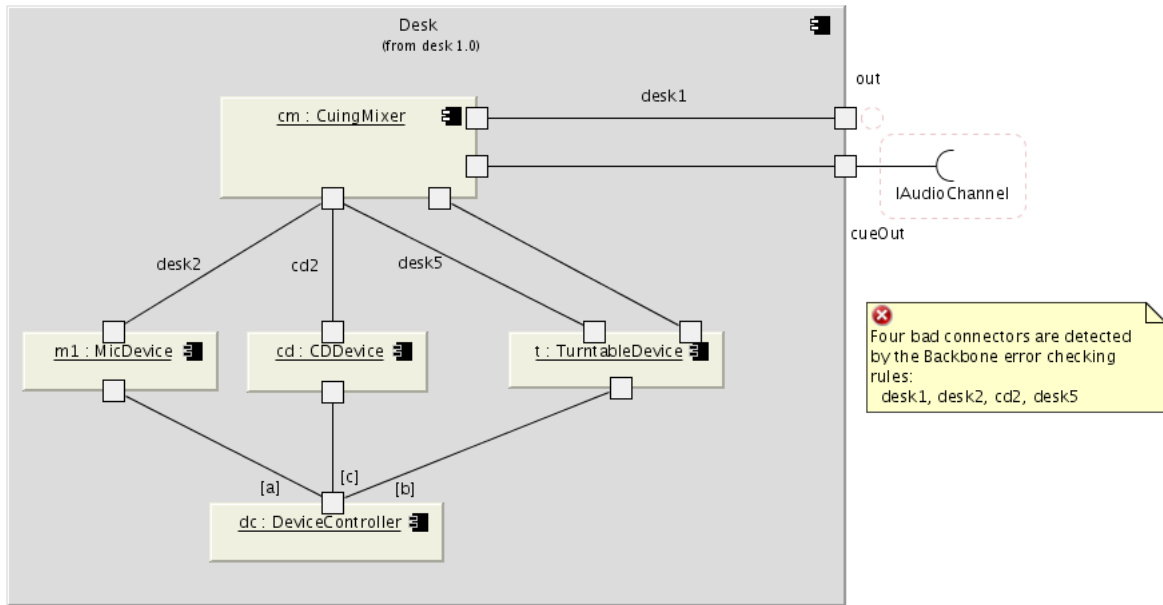 Desk
(from desk 1.0)
out
desk1
cm : CuingMixer
IAudioChannel
cueOut
desk2
cd2
desk5
Four bad connectors are detected
by the Backbone error checking
rules:
desk1, desk2, cd2, desk5
m1 : MicDevice
cd : CDDevice
t : TurntableDevice
[a]
[c]
[b]
dc : DeviceController